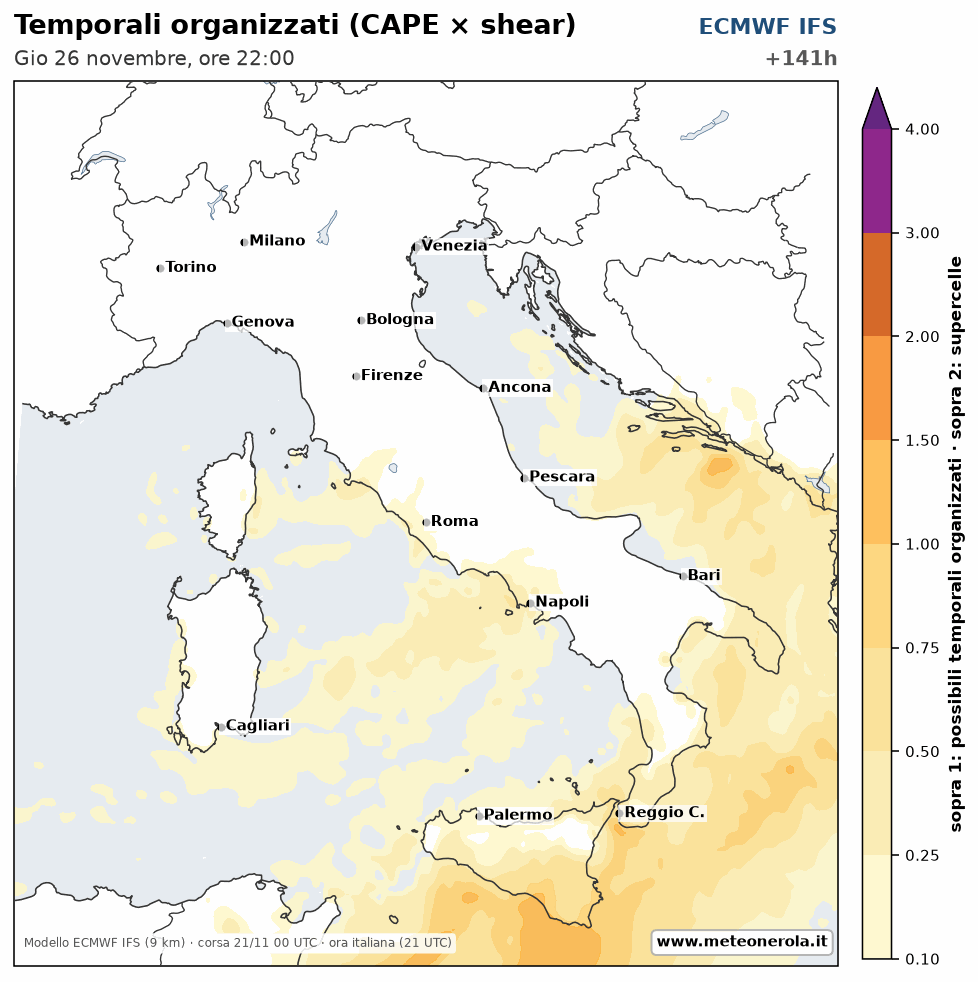 Temporali organizzati (CAPE × shear)
ECMWF IFS
Gio 26 novembre, ore 22:00
+141h
Milano
Venezia
Torino
Genova
Bologna
Firenze
Ancona
Pescara
Roma
Bari
Napoli
Cagliari
Palermo
Reggio C.
4.00
3.00
2.00
1.50
1.00
0.75
0.50
0.25
0.10
sopra 1: possibili temporali organizzati · sopra 2: supercelle
Modello ECMWF IFS (9 km) · corsa 21/11 00 UTC · ora italiana (21 UTC)
www.meteonerola.it